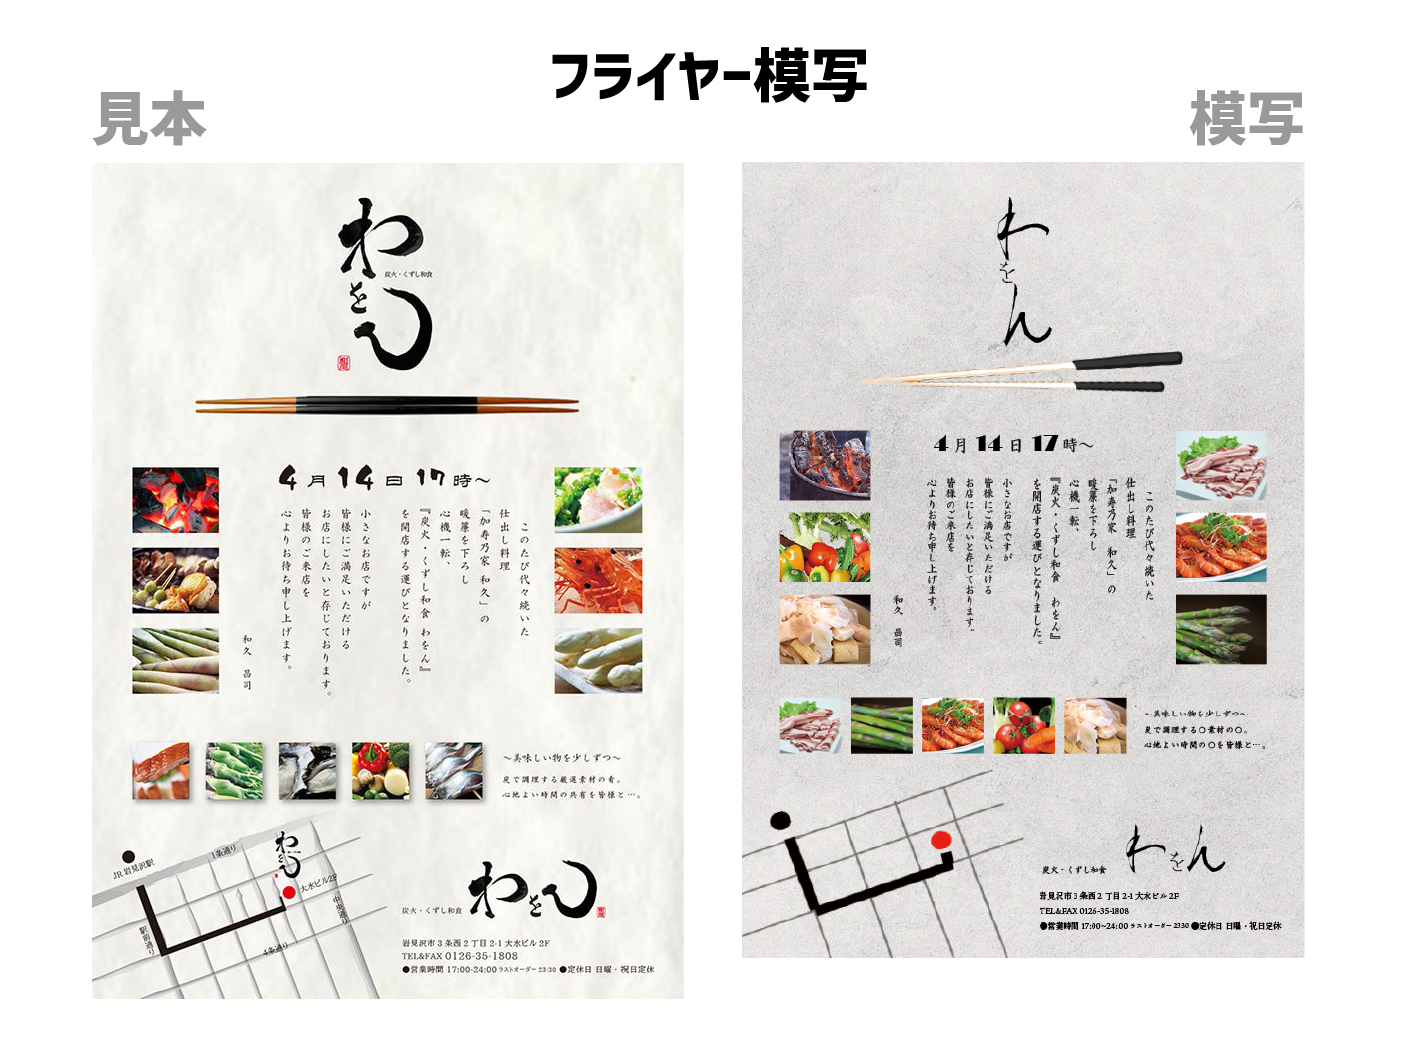 フライヤー模写
見本
模写
わをん
炭火・くずし和食
4月14日17時〜
このたび代々続いた
仕出し料理
「加寿乃家 和久」の
暖簾を下ろし
心機一転、
『炭火・くずし和食 わをん』
を開店する運びとなりました。
小さなお店ですが
皆様にご満足いただける
お店にしたいと存じております。
皆様のご来店を
心よりお待ち申し上げます。
和久 昌司
〜美味しい物を少しずつ〜
炭で調理する厳選素材の肴。
心地よい時間の共有を皆様と…。
JR岩見沢駅
1条通り
わをん
大水ビル2F
中央通り
駅前通り
4条通り
炭火・くずし和食
わをん
岩見沢市3条西2丁目2-1大水ビル2F
TEL&FAX 0126-35-1808
●営業時間 17:00-24:00 ラストオーダー 23:30 ●定休日 日曜・祝日定休
わをん
4月14日17時〜
このたび代々続いた
仕出し料理
「加寿乃家 和久」の
暖簾を下ろし
心機一転、
『炭火・くずし和食 わをん』
を開店する運びとなりました。
小さなお店ですが
皆様にご満足いただける
お店にしたいと存じております。
皆様のご来店を
心よりお待ち申し上げます。
和久 昌司
〜美味しい物を少しずつ〜
炭で調理する〇素材の〇。
心地よい時間の〇を皆様と…。
炭火・くずし和食
わをん
岩見沢市3条西2丁目2-1大水ビル2F
TEL&FAX 0126-35-1808
●営業時間 17:00~24:00 ラストオーダー 23:30 ●定休日 日曜・祝日定休